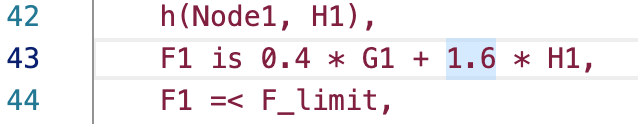 42 h(Node1, H1),
43 F1 is 0.4 * G1 + 1.6 * H1,
44 F1 =< F_limit,